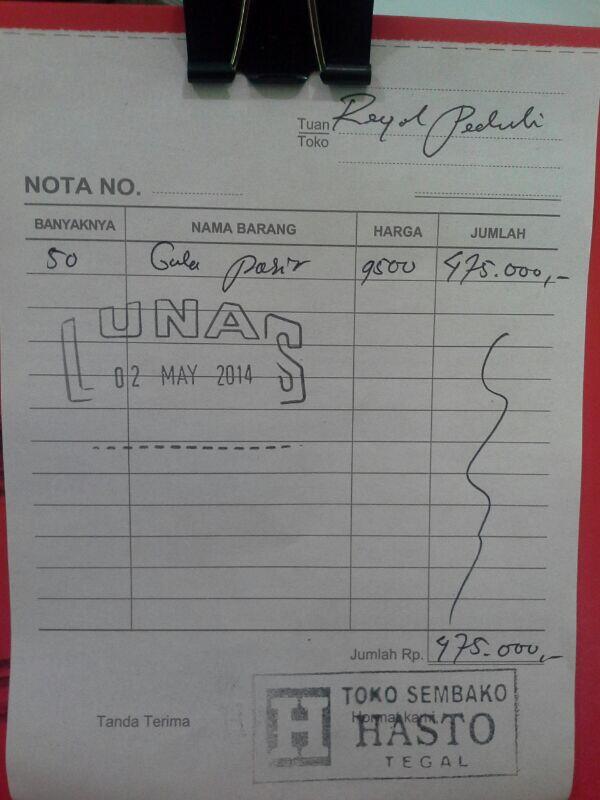 Tuan Royal Peduli
Toko
NOTA NO.
BANYAKNYA NAMA BARANG HARGA JUMLAH
50 Gula pasir 9500 475.000,-
LUNAS
02 MAY 2014
Jumlah Rp. 475.000,-
Tanda Terima Hormat kami,
H TOKO SEMBAKO
HASTO
TEGAL